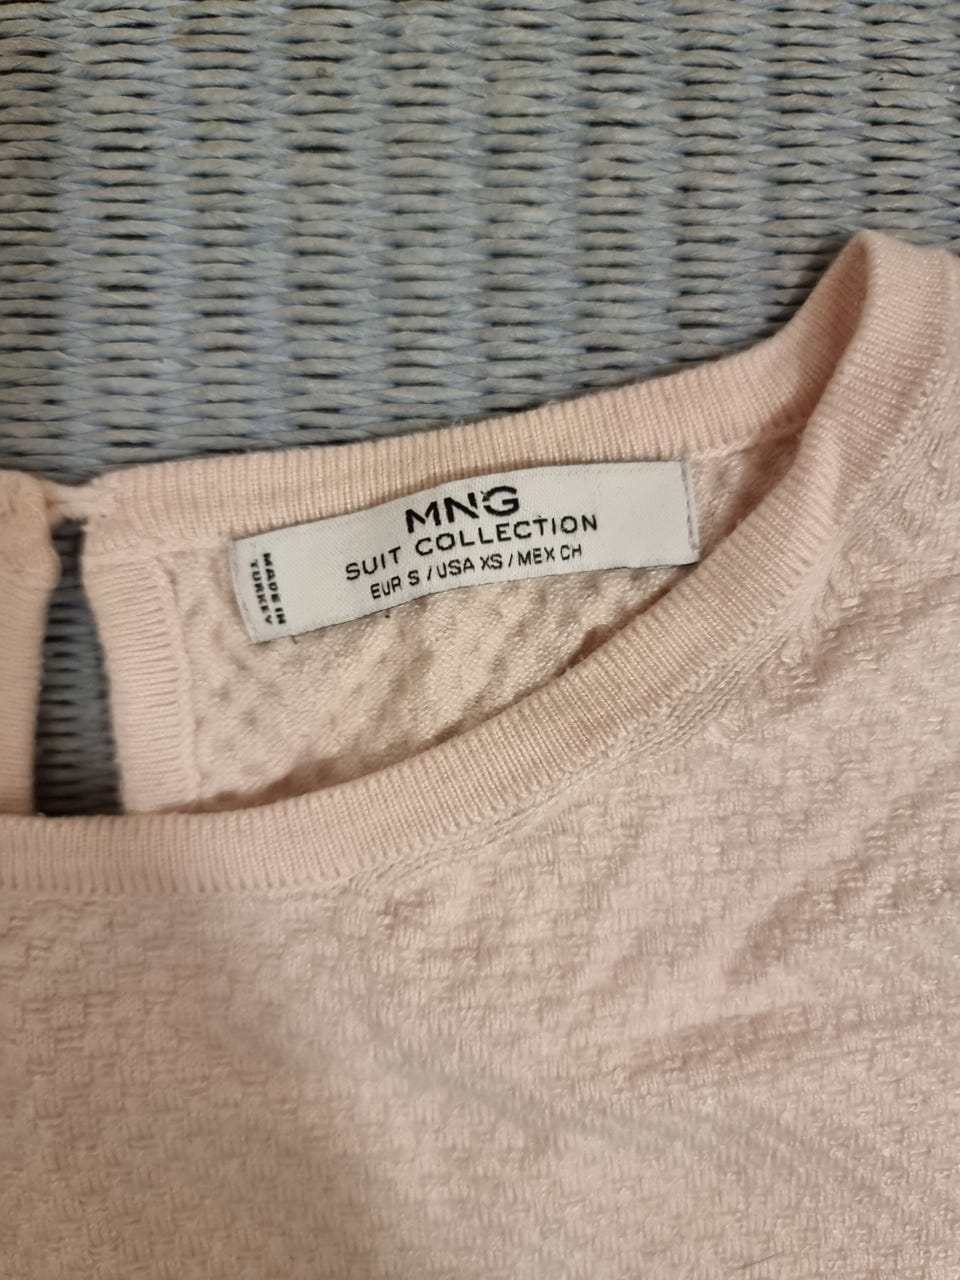 MNG
SUIT COLLECTION
EUR S / USA XS / MEX CH
MADE IN
TURKEY